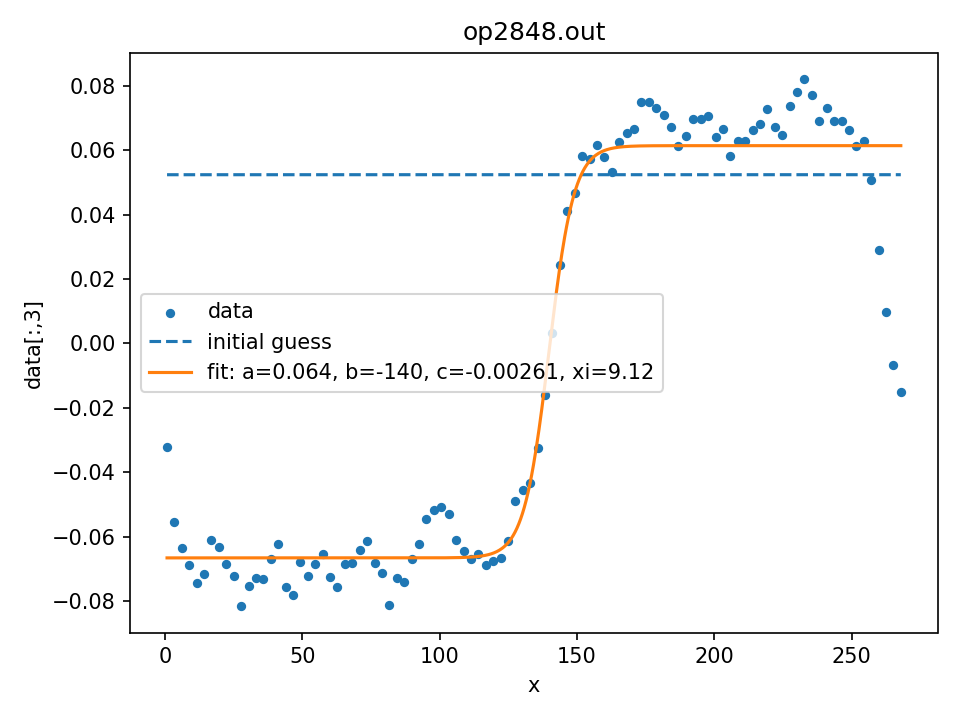 op2848.out
0.08
0.06
0.04
0.02
0.00
−0.02
−0.04
−0.06
−0.08
data[:,3]
data
initial guess
fit: a=0.064, b=-140, c=-0.00261, xi=9.12
0 50 100 150 200 250
x